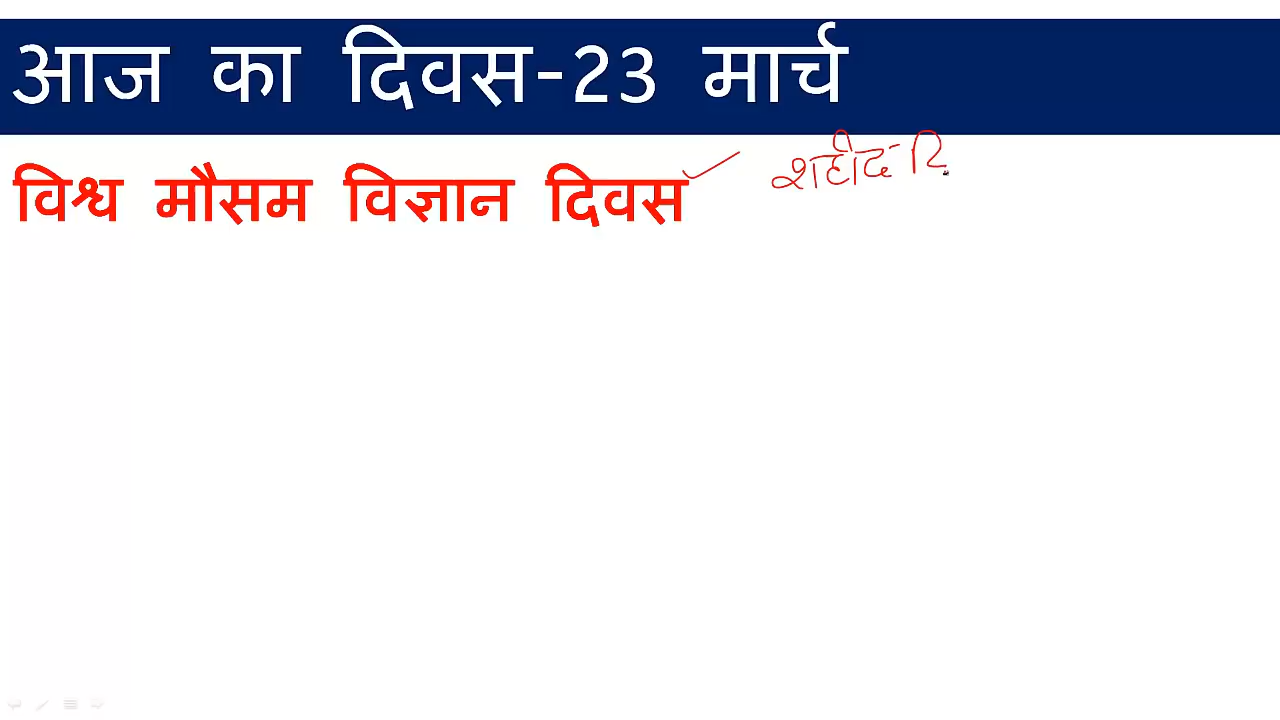 आज का दिवस-23 मार्च
विश्व मौसम विज्ञान दिवस शहीद